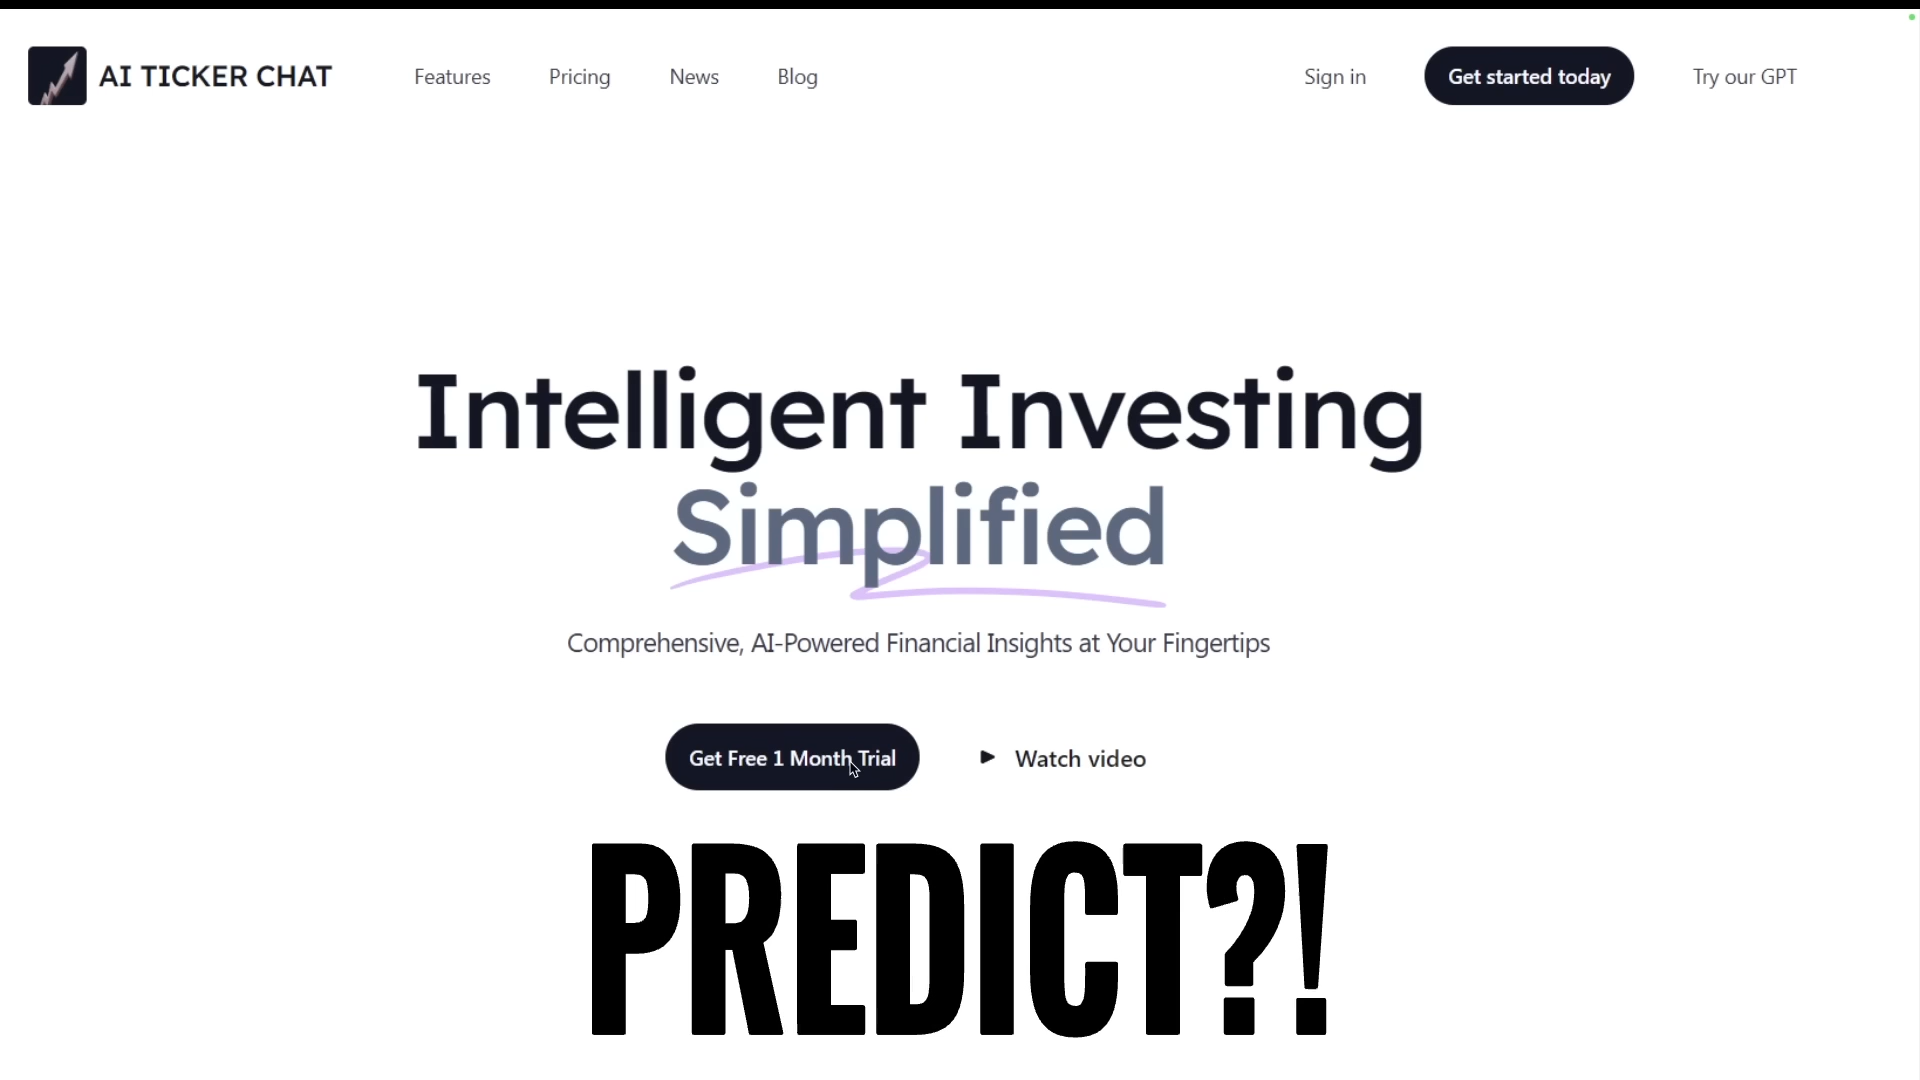 AI TICKER CHAT Features Pricing News Blog Sign in Get started today Try our GPT
Intelligent Investing
Simplified
Comprehensive, AI-Powered Financial Insights at Your Fingertips
Get Free 1 Month Trial Watch video
PREDICT?!